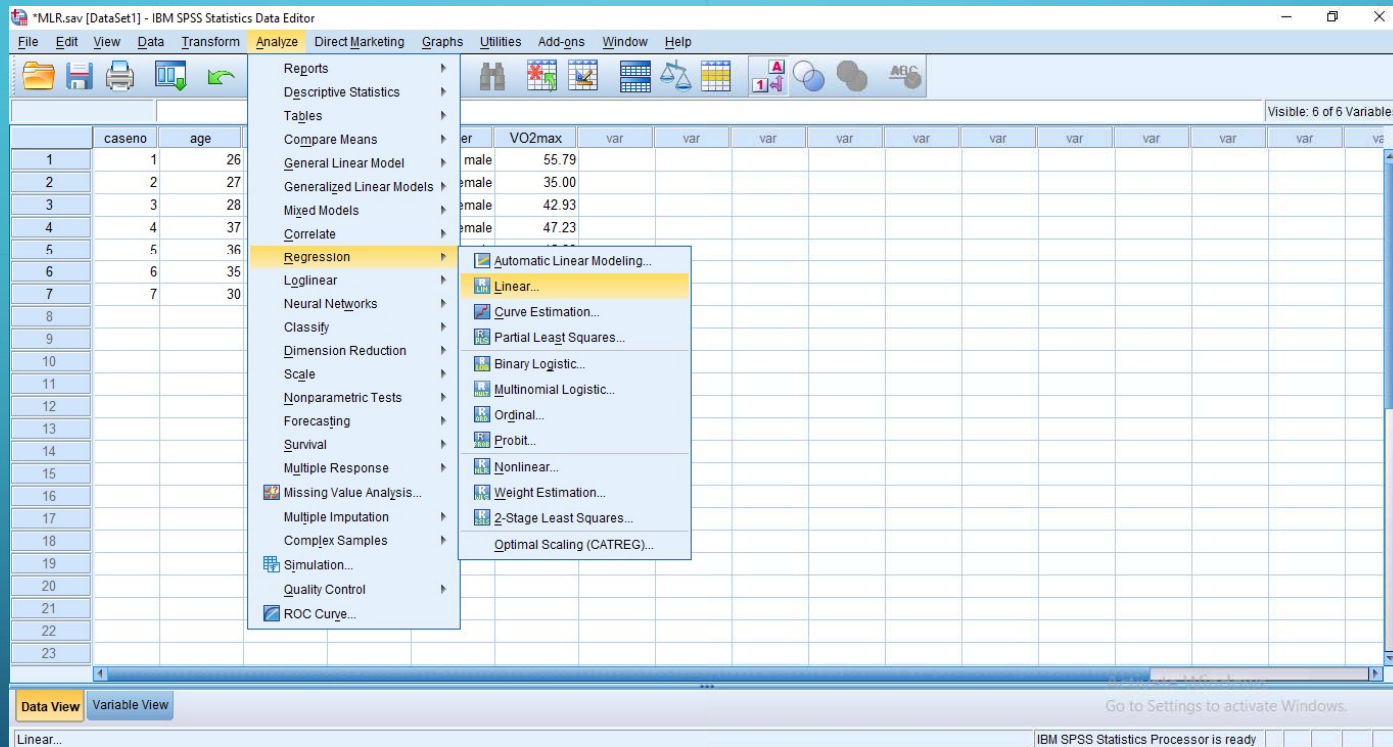 *MLR.sav [DataSet1] - IBM SPSS Statistics Data Editor
File Edit View Data Transform Analyze Direct Marketing Graphs Utilities Add-ons Window Help
Visible: 6 of 6 Variables
caseno age er VO2max var var var var var var var var var va
1 1 26 male 55.79
2 2 27 emale 35.00
3 3 28 emale 42.93
4 4 37 emale 47.23
5 5 36
6 6 35
7 7 30
8
9
10
11
12
13
14
15
16
17
18
19
20
21
22
23
Reports
Descriptive Statistics
Tables
Compare Means
General Linear Model
Generalized Linear Models
Mixed Models
Correlate
Regression
Loglinear
Neural Networks
Classify
Dimension Reduction
Scale
Nonparametric Tests
Forecasting
Survival
Multiple Response
Missing Value Analysis...
Multiple Imputation
Complex Samples
Simulation...
Quality Control
ROC Curve...
Automatic Linear Modeling...
Linear...
Curve Estimation...
Partial Least Squares...
Binary Logistic...
Multinomial Logistic...
Ordinal...
Probit...
Nonlinear...
Weight Estimation...
2-Stage Least Squares...
Optimal Scaling (CATREG)...
Data View Variable View
Activate Windows
Go to Settings to activate Windows.
Linear...
IBM SPSS Statistics Processor is ready